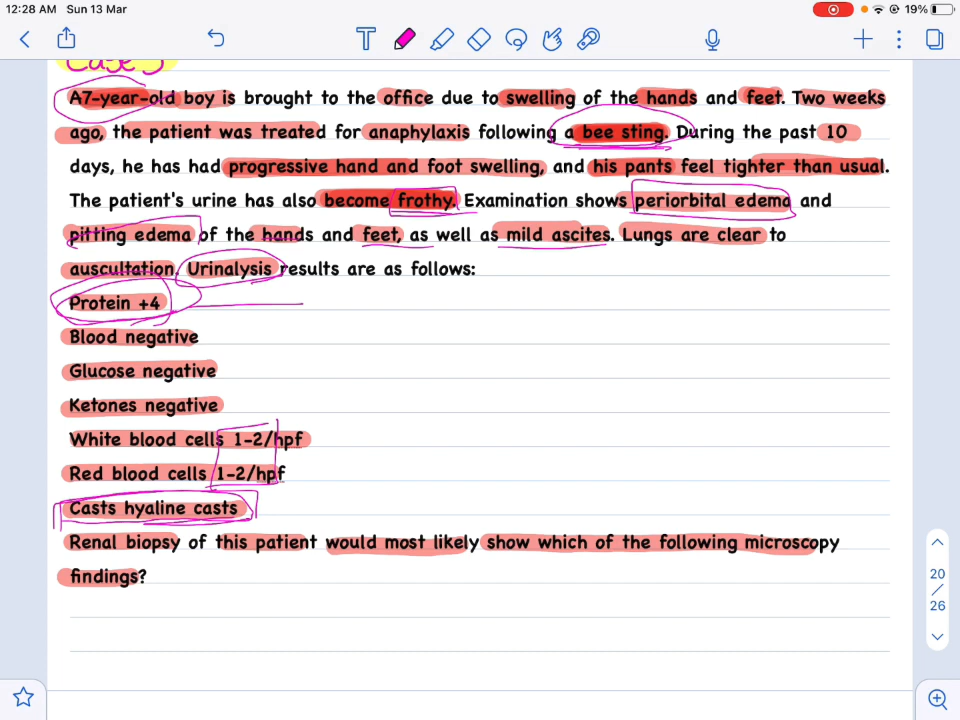 12:28 AM Sun 13 Mar
19%
Case 5
A7-year-old boy is brought to the office due to swelling of the hands and feet. Two weeks
ago, the patient was treated for anaphylaxis following a bee sting. During the past 10
days, he has had progressive hand and foot swelling, and his pants feel tighter than usual.
The patient's urine has also become frothy. Examination shows periorbital edema and
pitting edema of the hands and feet, as well as mild ascites. Lungs are clear to
auscultation. Urinalysis results are as follows:
Protein +4
Blood negative
Glucose negative
Ketones negative
White blood cells 1-2/hpf
Red blood cells 1-2/hpf
Casts hyaline casts
Renal biopsy of this patient would most likely show which of the following microscopy
findings?
20
/
26